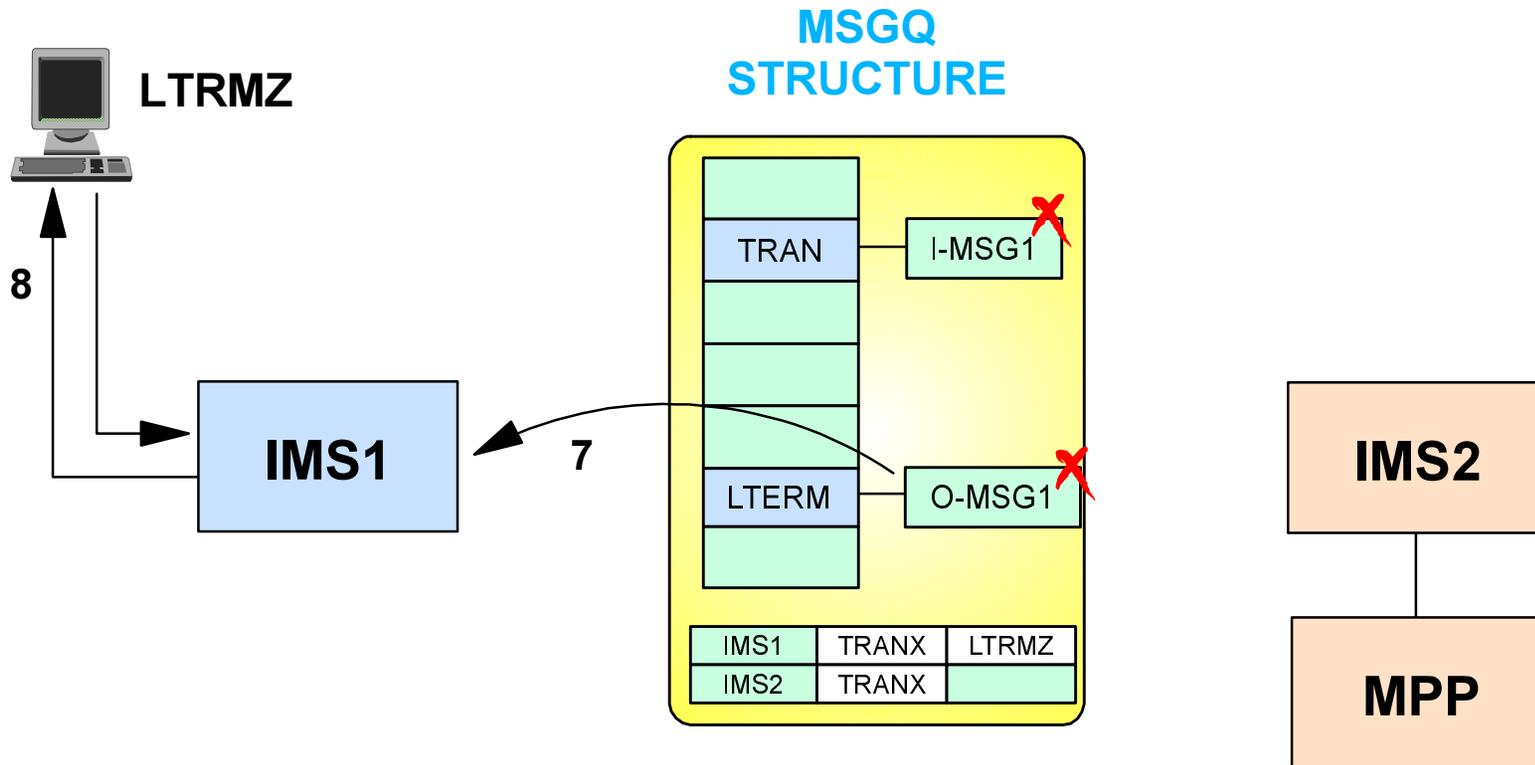 MSGQ
STRUCTURE
LTRMZ
TRAN
I-MSG1
8
IMS1
7
LTERM
O-MSG1
IMS2
IMS1 TRANX LTRMZ
IMS2 TRANX
MPP